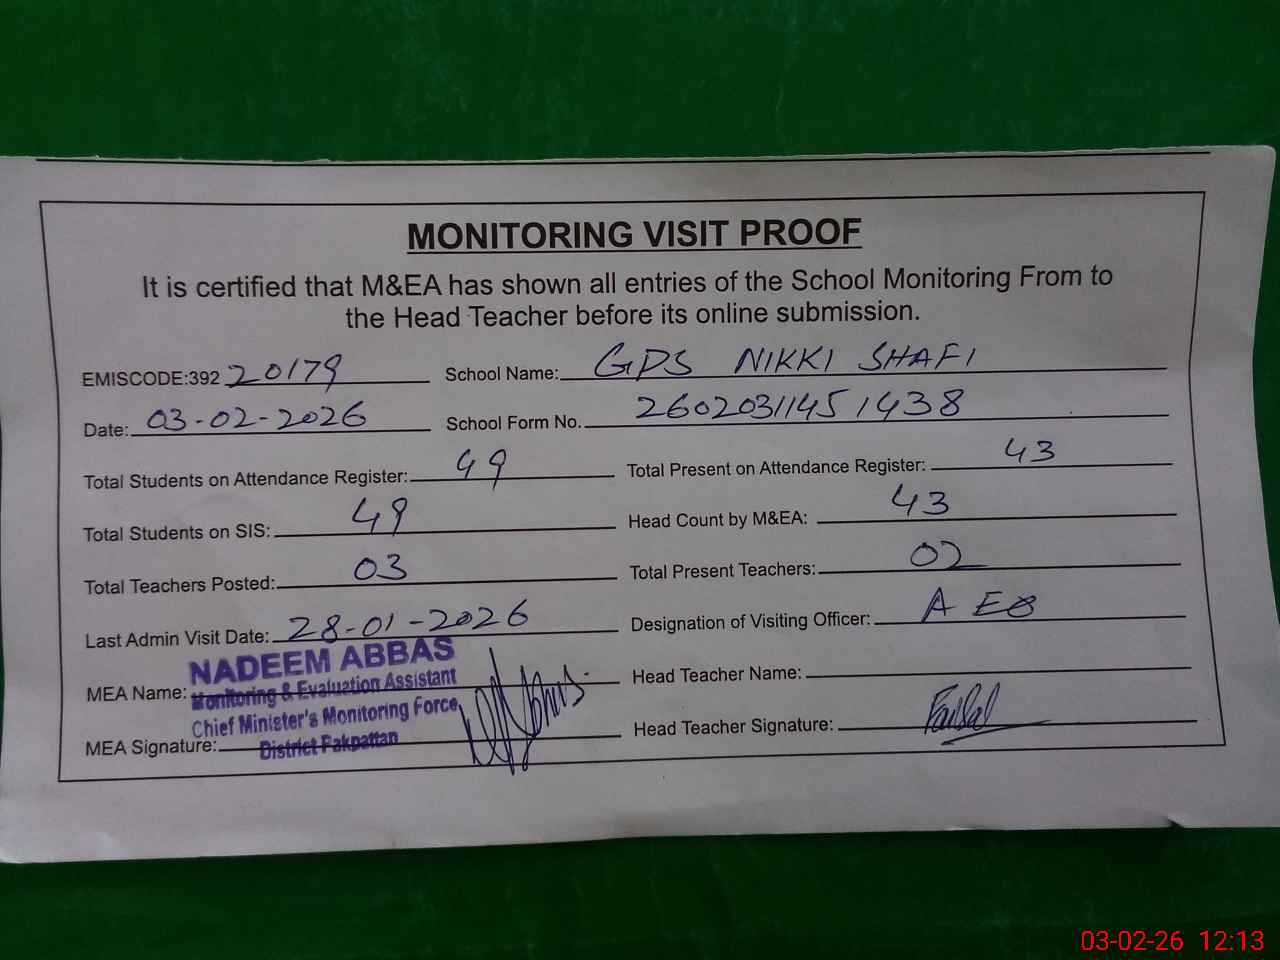 MONITORING VISIT PROOF
It is certified that M&EA has shown all entries of the School Monitoring From to
the Head Teacher before its online submission.
EMISCODE:392 20179 School Name: GPS NIKKI SHAFI
Date: 03-02-2026 School Form No. 26020311451438
Total Students on Attendance Register: 49 Total Present on Attendance Register: 43
Total Students on SIS: 49 Head Count by M&EA: 43
Total Teachers Posted: 03 Total Present Teachers: 02
Last Admin Visit Date: 28-01-2026 Designation of Visiting Officer: A EO
MEA Name: NADEEM ABBAS Head Teacher Name:
Monitoring & Evaluation Assistant
Chief Minister's Monitoring Force
District Pakpattan
MEA Signature: Head Teacher Signature: Faisal
03-02-26 12:13